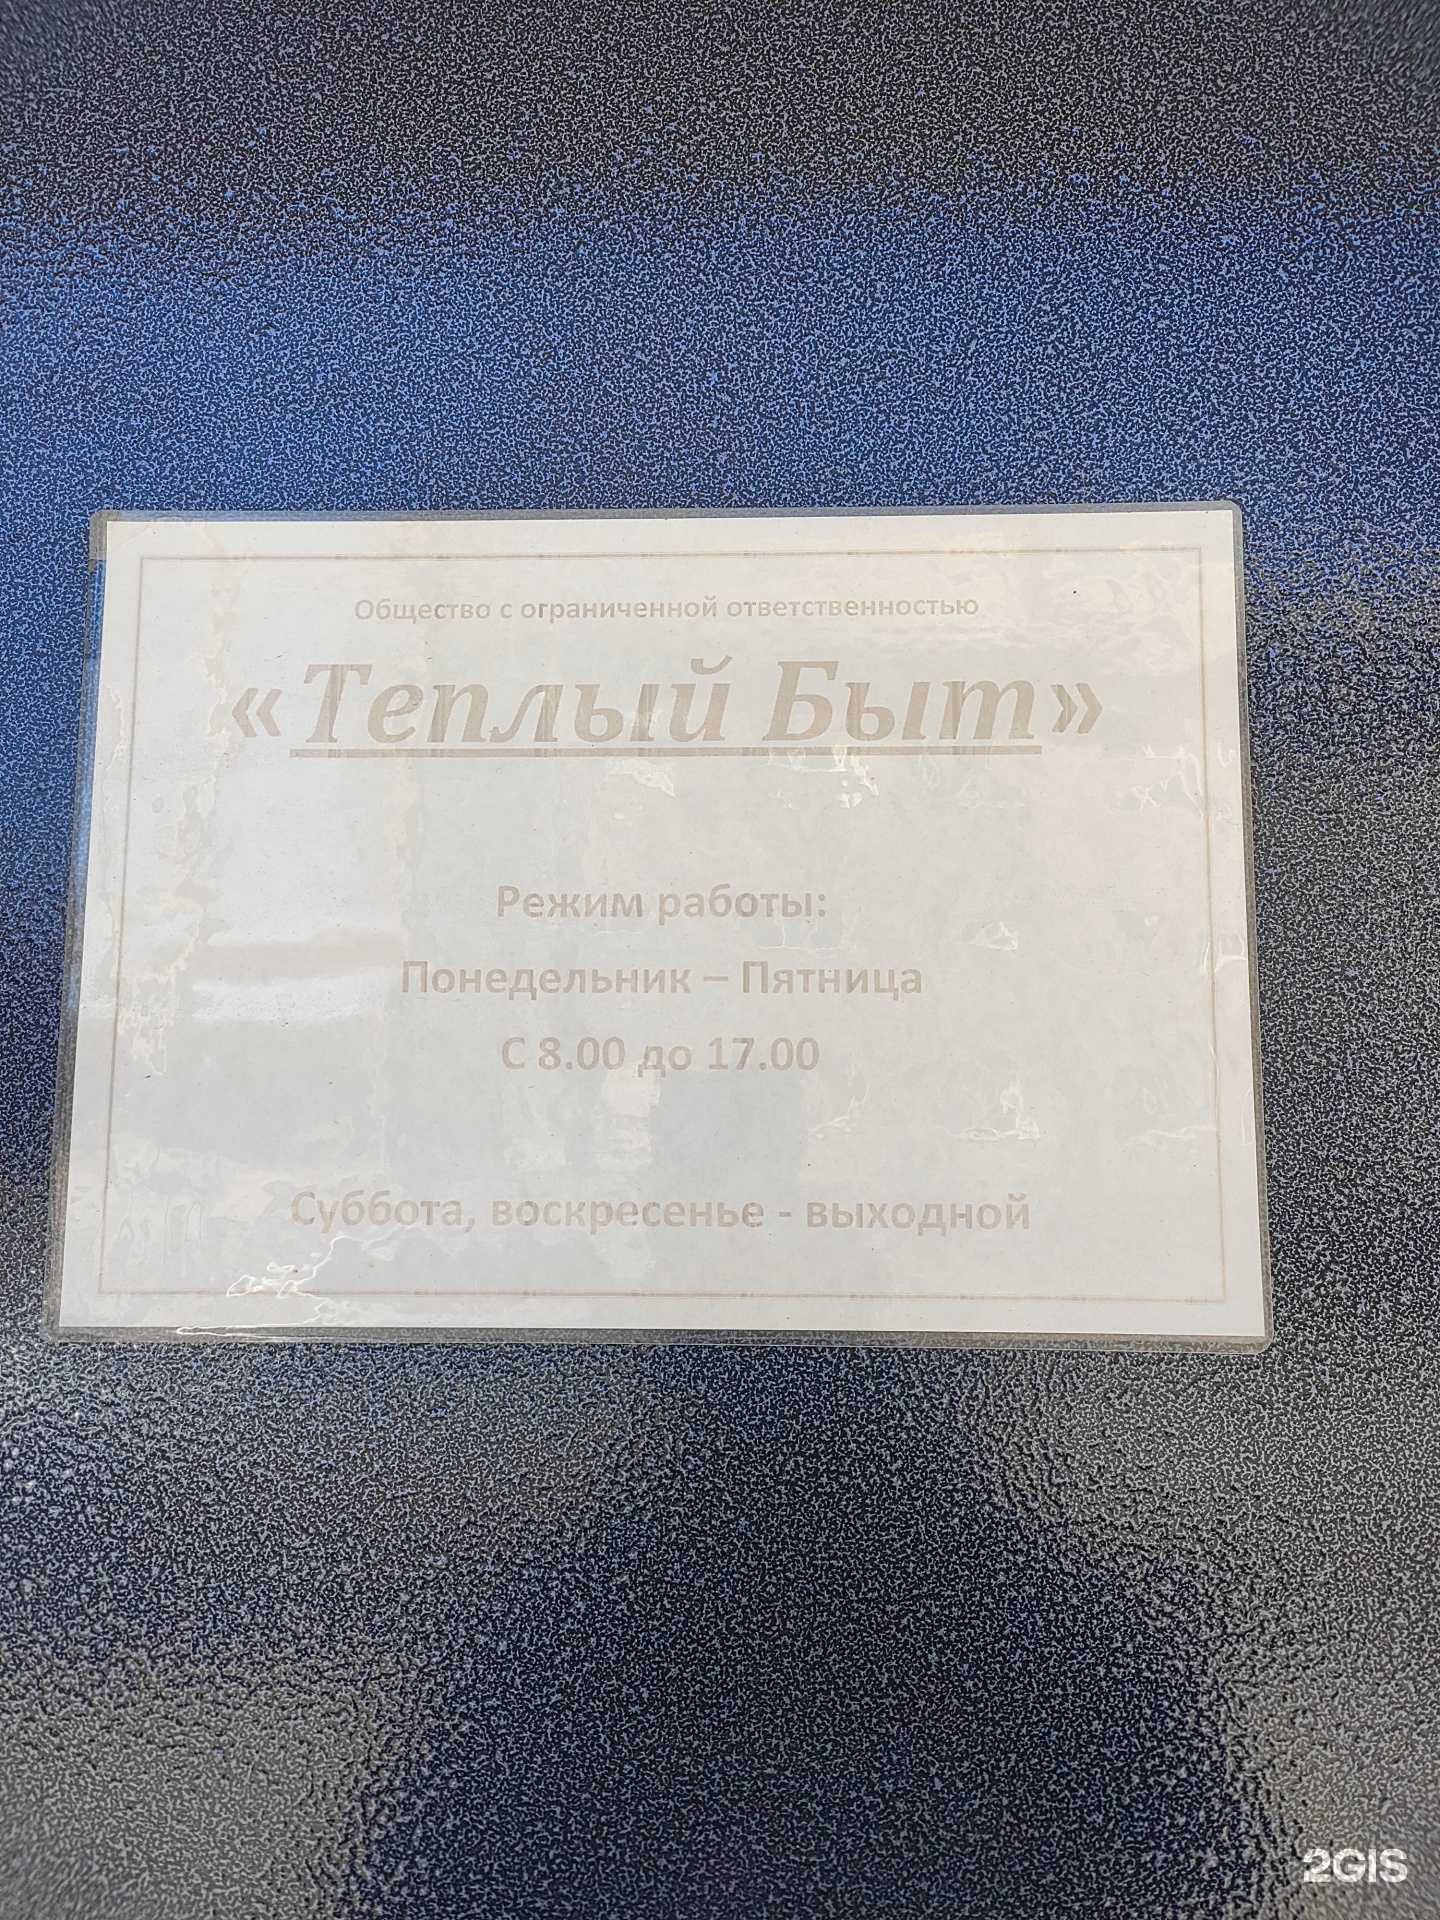 Общество с ограниченной ответственностью
«Теплый Быт»
Режим работы:
Понедельник – Пятница
С 8.00 до 17.00
Суббота, воскресенье - выходной
2GIS